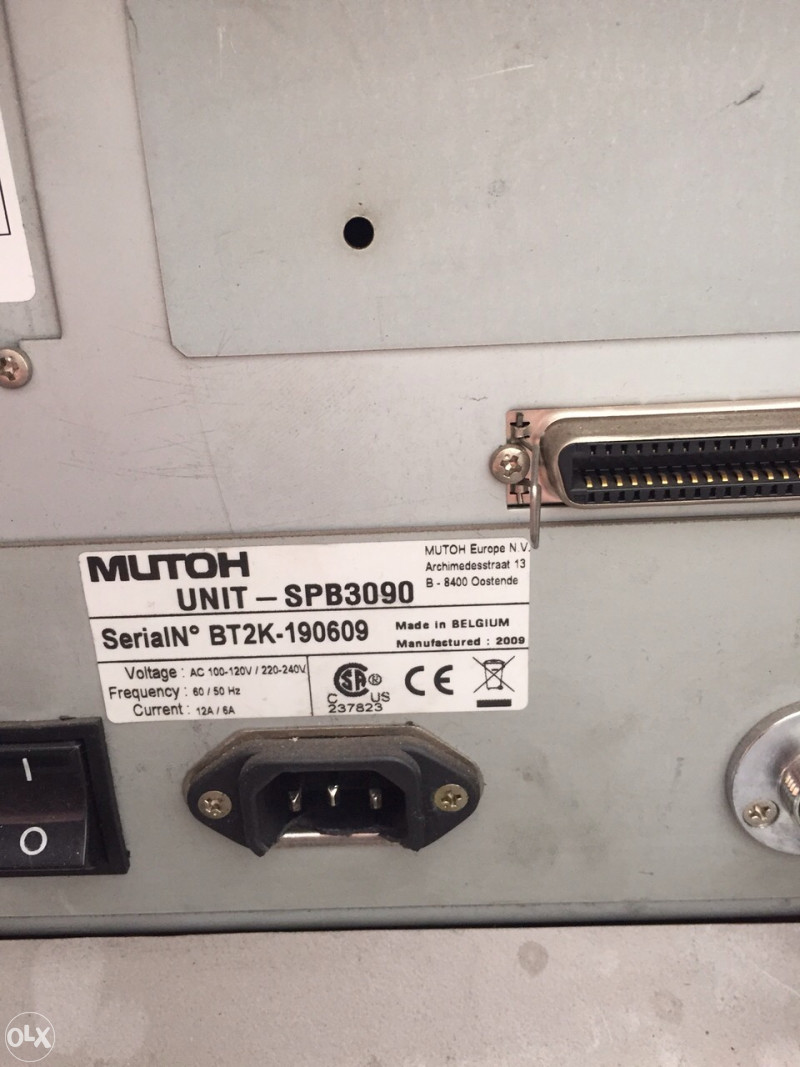 MUTOH
UNIT – SPB3090
MUTOH Europe N.V.
Archimedesstraat 13
B - 8400 Oostende
SerialN° BT2K-190609
Made in BELGIUM
Manufactured : 2009
Voltage : AC 100-120V / 220-240V
Frequency : 60 / 50 Hz
Current : 12A / 6A
SA ®
C US
237823
CE
I
O
OLX